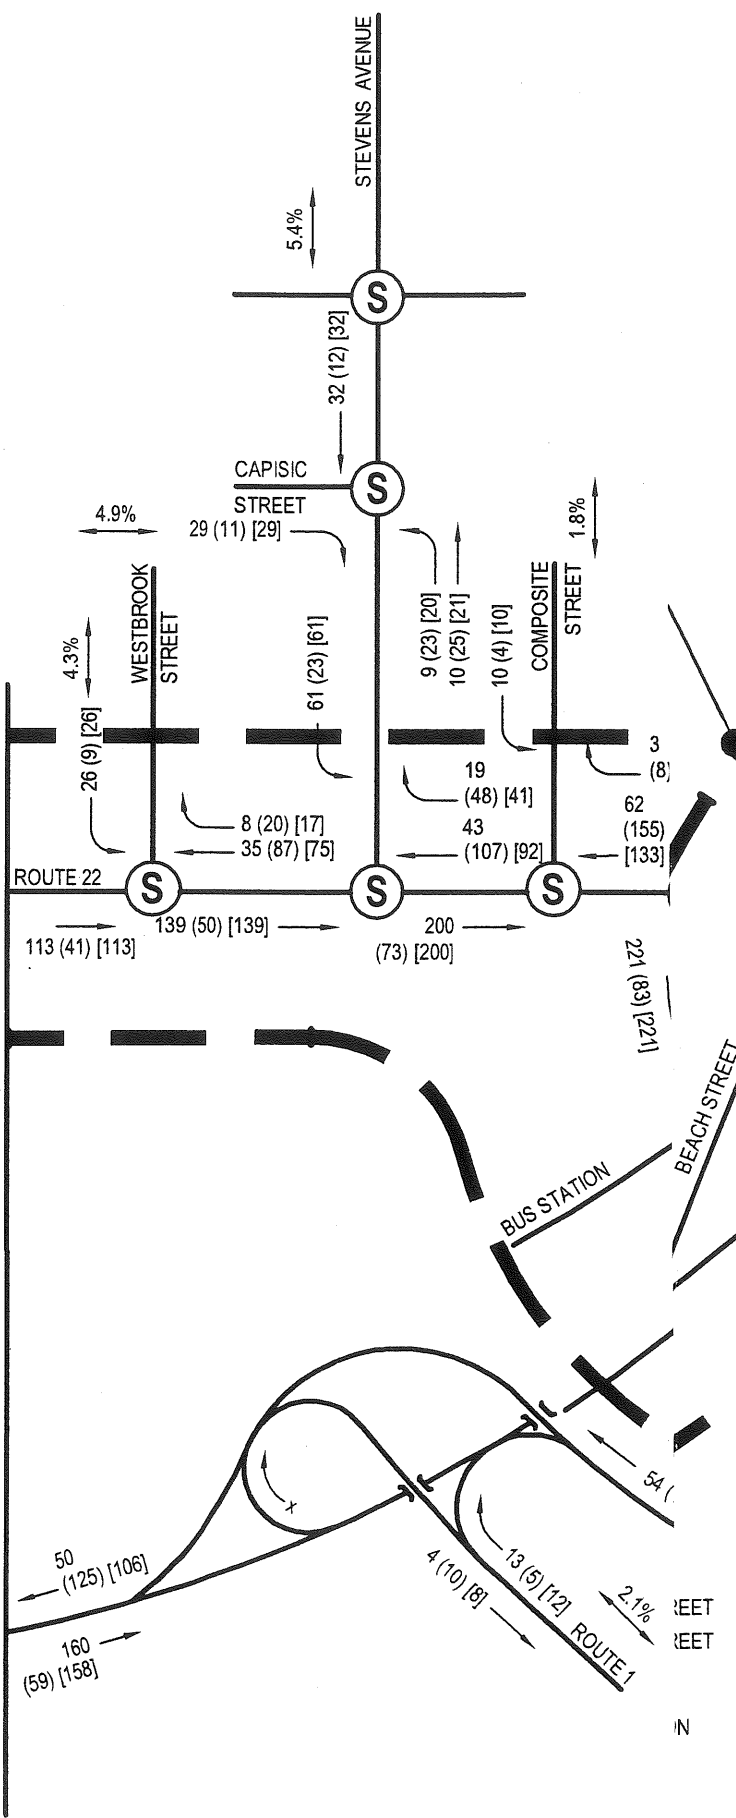 STEVENS AVENUE
5.4%
S
32 (12) [32]
CAPISIC
STREET
S
29 (11) [29]
4.9%
1.8%
WESTBROOK
STREET
4.3%
COMPOSITE
STREET
9 (23) [20]
10 (25) [21]
10 (4) [10]
61 (23) [61]
26 (9) [26]
3
(8)
19
(48) [41]
62
(155)
[133]
8 (20) [17]
35 (87) [75]
43
(107) [92]
ROUTE 22
S
S
S
113 (41) [113]
139 (50) [139]
200
(73) [200]
221 (83) [221]
BEACH STREET
BUS STATION
x
54 (
50
(125) [106]
13 (5) [12]
4 (10) [8]
2.1%
ROUTE 1
160
(59) [158]
REET
REET
N